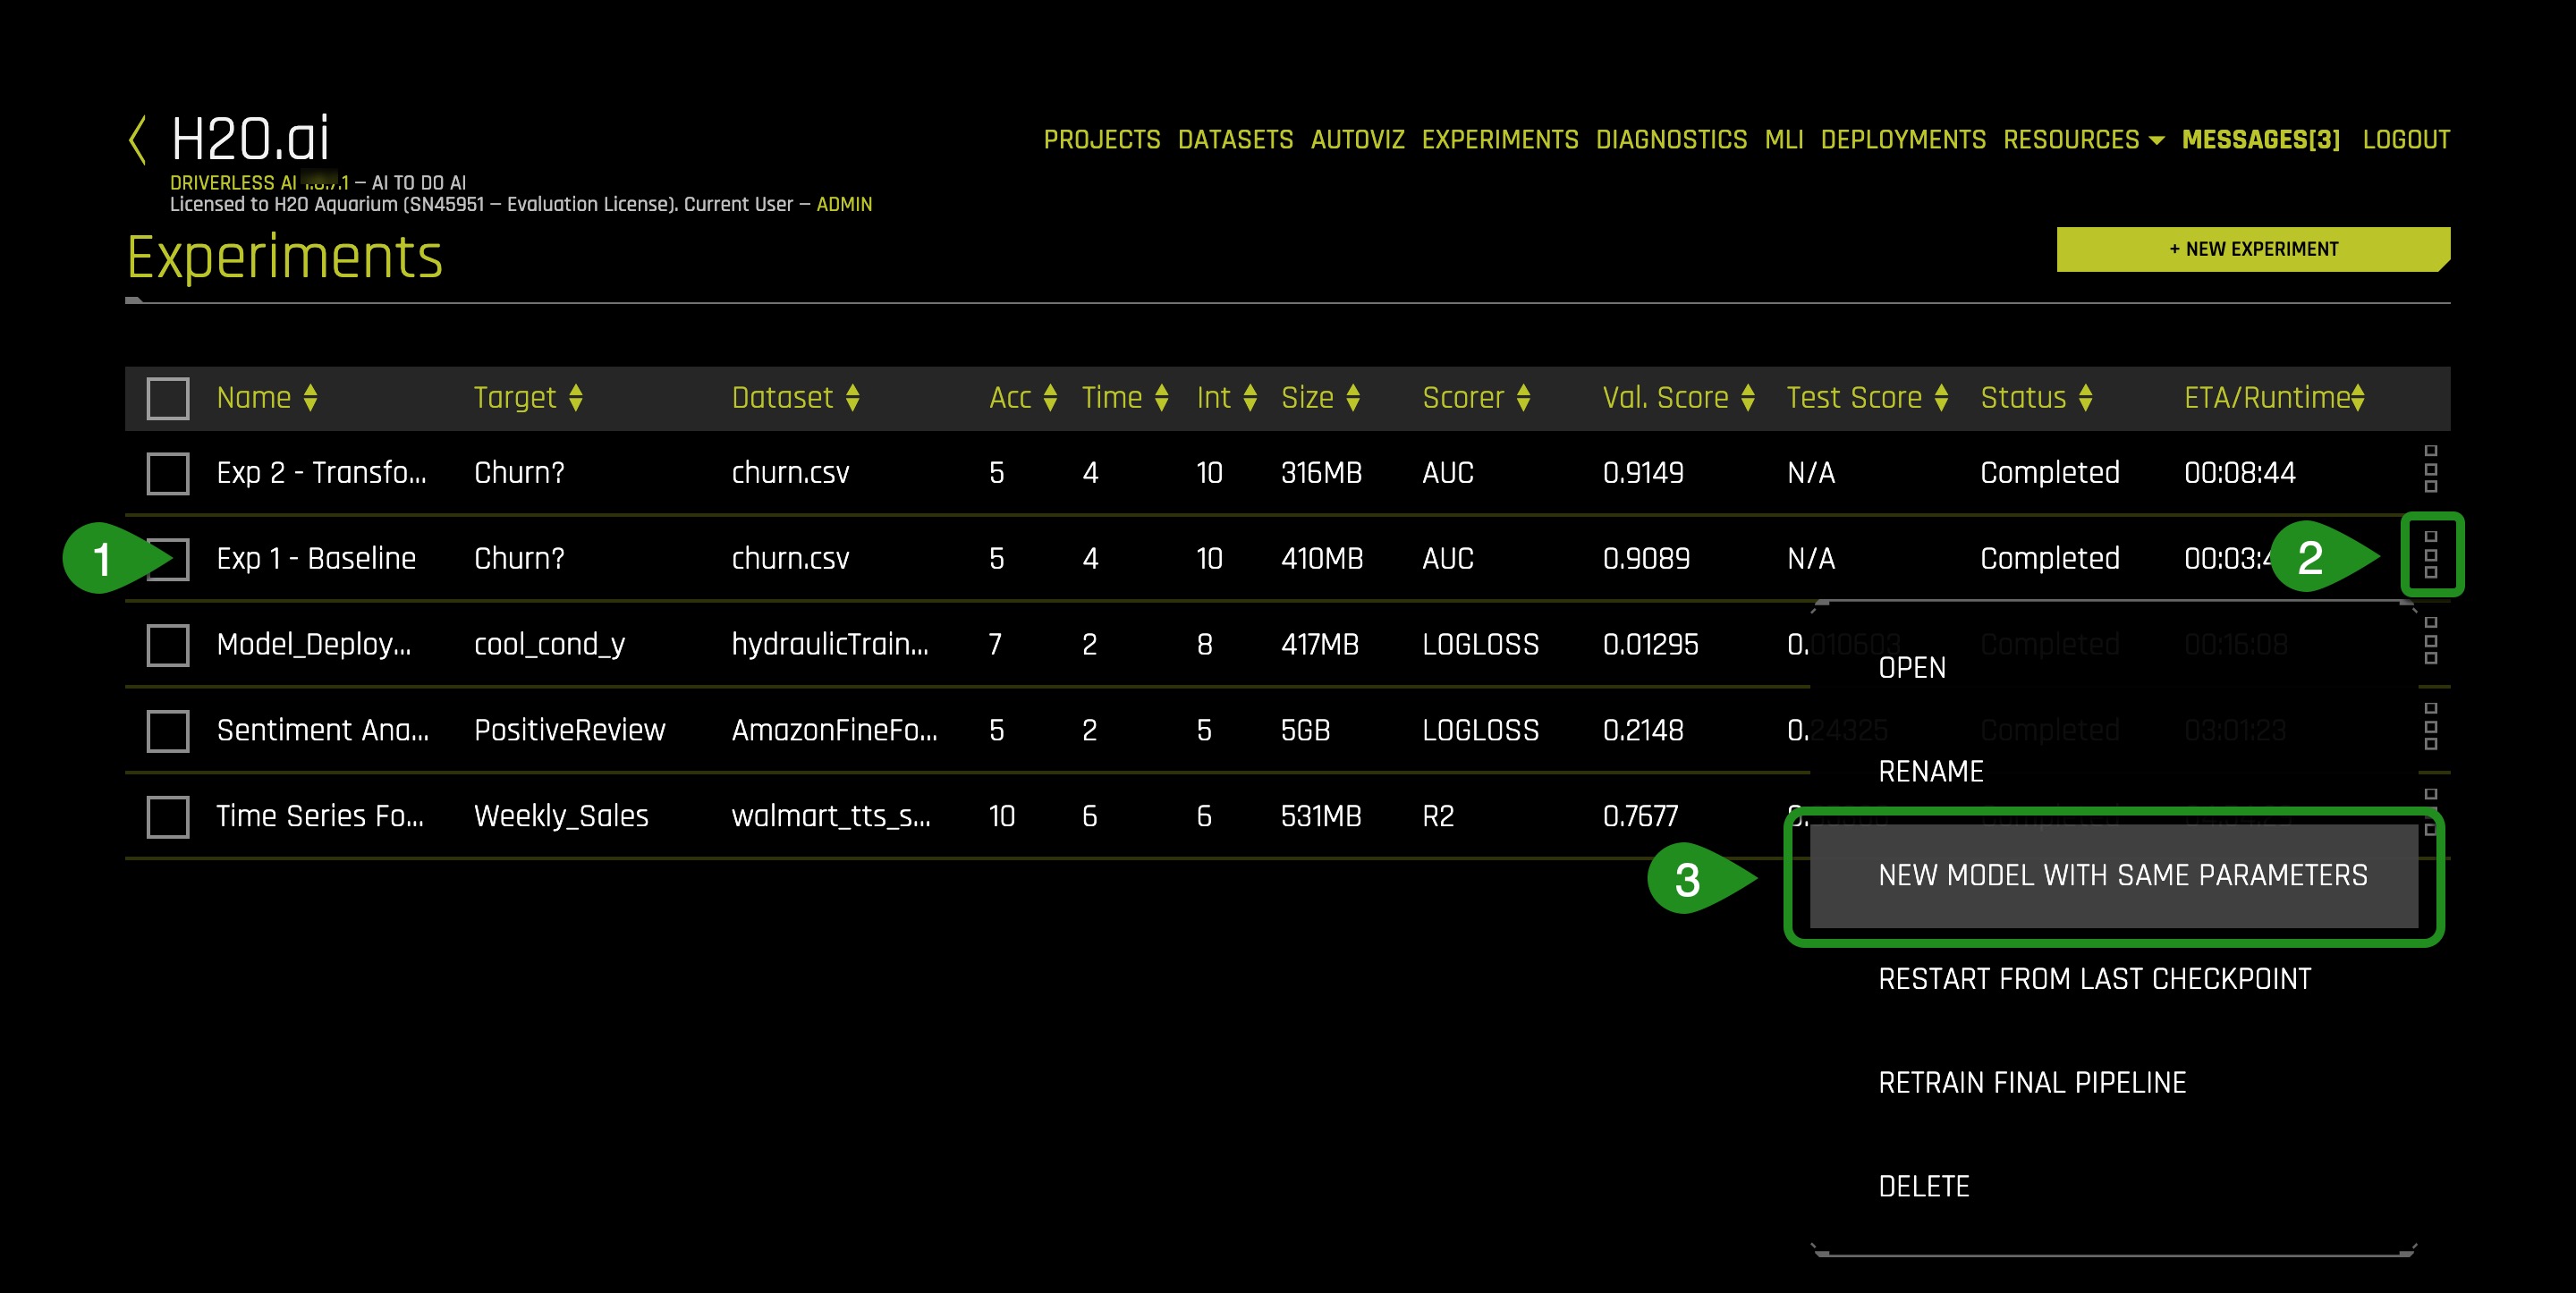 H2O.ai
PROJECTS DATASETS AUTOVIZ EXPERIMENTS DIAGNOSTICS MLI DEPLOYMENTS RESOURCES MESSAGES[3] LOGOUT
DRIVERLESS AI – AI TO DO AI
Licensed to H2O Aquarium (SN45951 – Evaluation License). Current User – ADMIN
Experiments
+ NEW EXPERIMENT
Name Target Dataset Acc Time Int Size Scorer Val. Score Test Score Status ETA/Runtime
Exp 2 - Transfo... Churn? churn.csv 5 4 10 316MB AUC 0.9149 N/A Completed 00:08:44
1 Exp 1 - Baseline Churn? churn.csv 5 4 10 410MB AUC 0.9089 N/A Completed 00:03: 2
Model_Deploy... cool_cond_y hydraulicTrain... 7 2 8 417MB LOGLOSS 0.01295 0.010603 Completed 00:16:08
OPEN
Sentiment Ana... PositiveReview AmazonFineFo... 5 2 5 5GB LOGLOSS 0.2148 0.24325 Completed 03:01:23
RENAME
Time Series Fo... Weekly_Sales walmart_tts_s... 10 6 6 531MB R2 0.7677 Completed
3 NEW MODEL WITH SAME PARAMETERS
RESTART FROM LAST CHECKPOINT
RETRAIN FINAL PIPELINE
DELETE